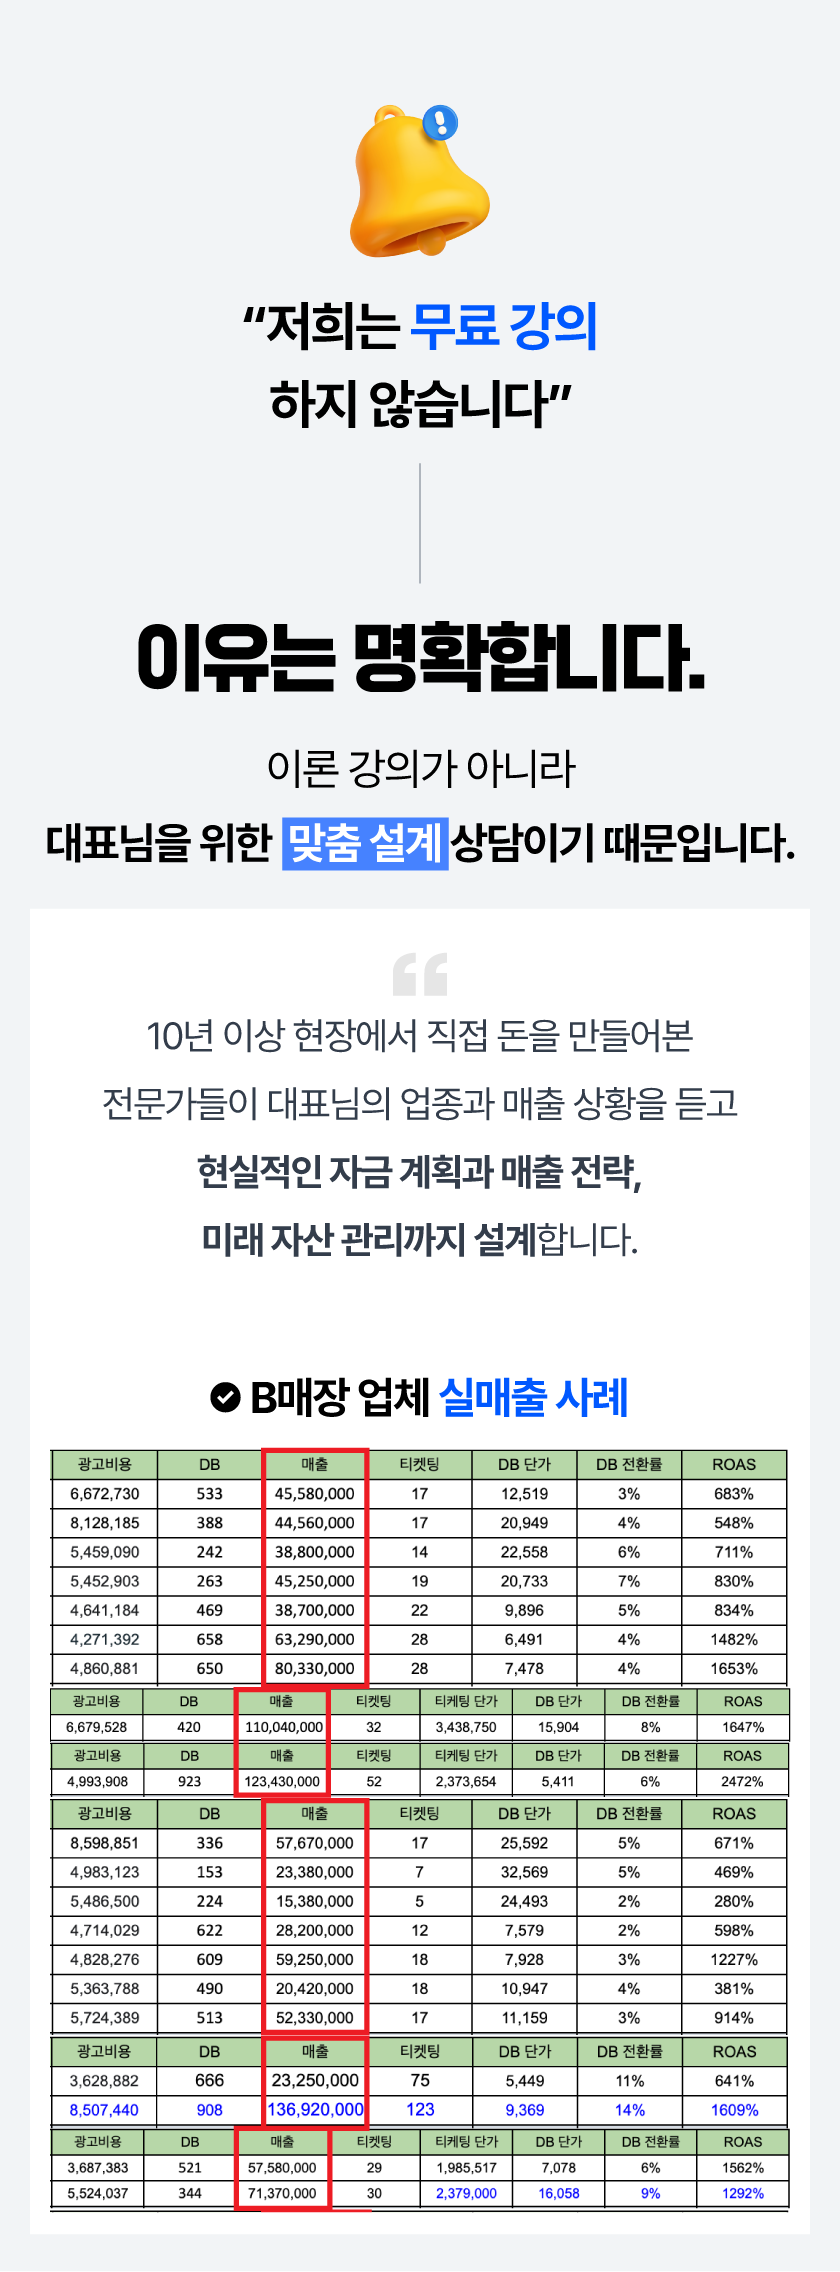 “저희는 무료 강의
하지 않습니다”
이유는 명확합니다.
이론 강의가 아니라
대표님을 위한 맞춤 설계 상담이기 때문입니다.
“
10년 이상 현장에서 직접 돈을 만들어본
전문가들이 대표님의 업종과 매출 상황을 듣고
현실적인 자금 계획과 매출 전략,
미래 자산 관리까지 설계합니다.
B매장 업체 실매출 사례
광고비용 DB 매출 티켓팅 DB 단가 DB 전환률 ROAS
6,672,730 533 45,580,000 17 12,519 3% 683%
8,128,185 388 44,560,000 17 20,949 4% 548%
5,459,090 242 38,800,000 14 22,558 6% 711%
5,452,903 263 45,250,000 19 20,733 7% 830%
4,641,184 469 38,700,000 22 9,896 5% 834%
4,271,392 658 63,290,000 28 6,491 4% 1482%
4,860,881 650 80,330,000 28 7,478 4% 1653%
광고비용 DB 매출 티켓팅 티케팅 단가 DB 단가 DB 전환률 ROAS
6,679,528 420 110,040,000 32 3,438,750 15,904 8% 1647%
광고비용 DB 매출 티켓팅 티케팅 단가 DB 단가 DB 전환률 ROAS
4,993,908 923 123,430,000 52 2,373,654 5,411 6% 2472%
광고비용 DB 매출 티켓팅 DB 단가 DB 전환률 ROAS
8,598,851 336 57,670,000 17 25,592 5% 671%
4,983,123 153 23,380,000 7 32,569 5% 469%
5,486,500 224 15,380,000 5 24,493 2% 280%
4,714,029 622 28,200,000 12 7,579 2% 598%
4,828,276 609 59,250,000 18 7,928 3% 1227%
5,363,788 490 20,420,000 18 10,947 4% 381%
5,724,389 513 52,330,000 17 11,159 3% 914%
광고비용 DB 매출 티켓팅 DB 단가 DB 전환률 ROAS
3,628,882 666 23,250,000 75 5,449 11% 641%
8,507,440 908 136,920,000 123 9,369 14% 1609%
광고비용 DB 매출 티켓팅 티케팅 단가 DB 단가 DB 전환률 ROAS
3,687,383 521 57,580,000 29 1,985,517 7,078 6% 1562%
5,524,037 344 71,370,000 30 2,379,000 16,058 9% 1292%